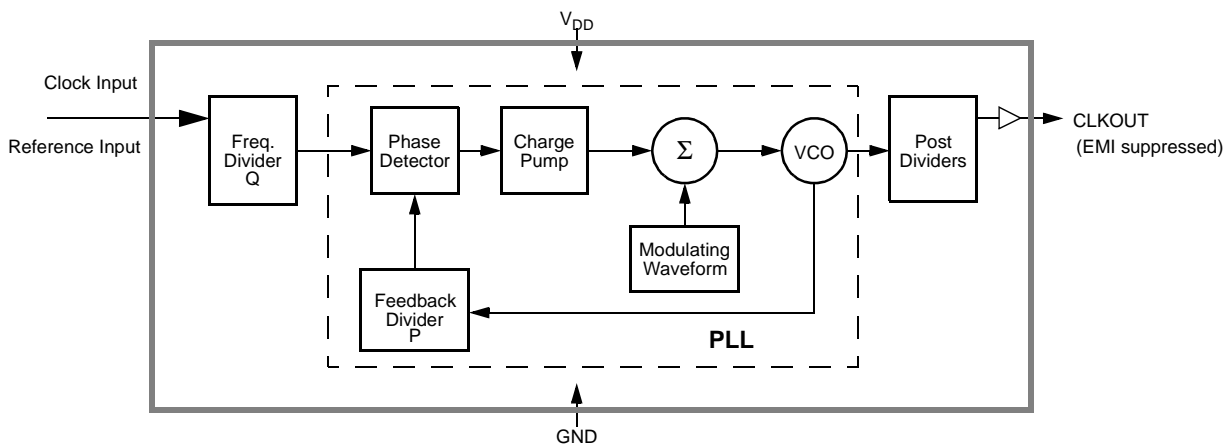 VDD
Clock Input
Reference Input
Freq.
Divider
Q
Phase
Detector
Charge
Pump
Σ
VCO
Post
Dividers
CLKOUT
(EMI suppressed)
Modulating
Waveform
Feedback
Divider
P
PLL
GND